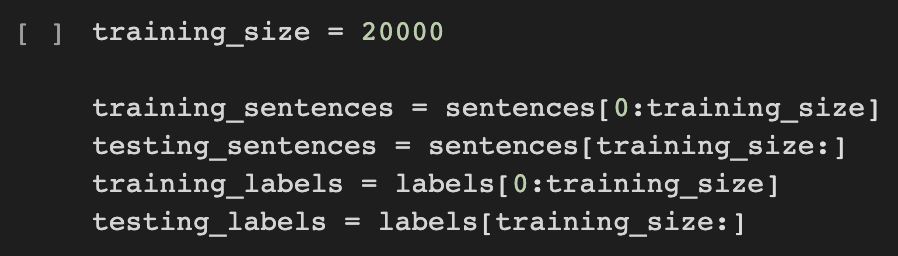 [ ] training_size = 20000
training_sentences = sentences[0:training_size]
testing_sentences = sentences[training_size:]
training_labels = labels[0:training_size]
testing_labels = labels[training_size:]